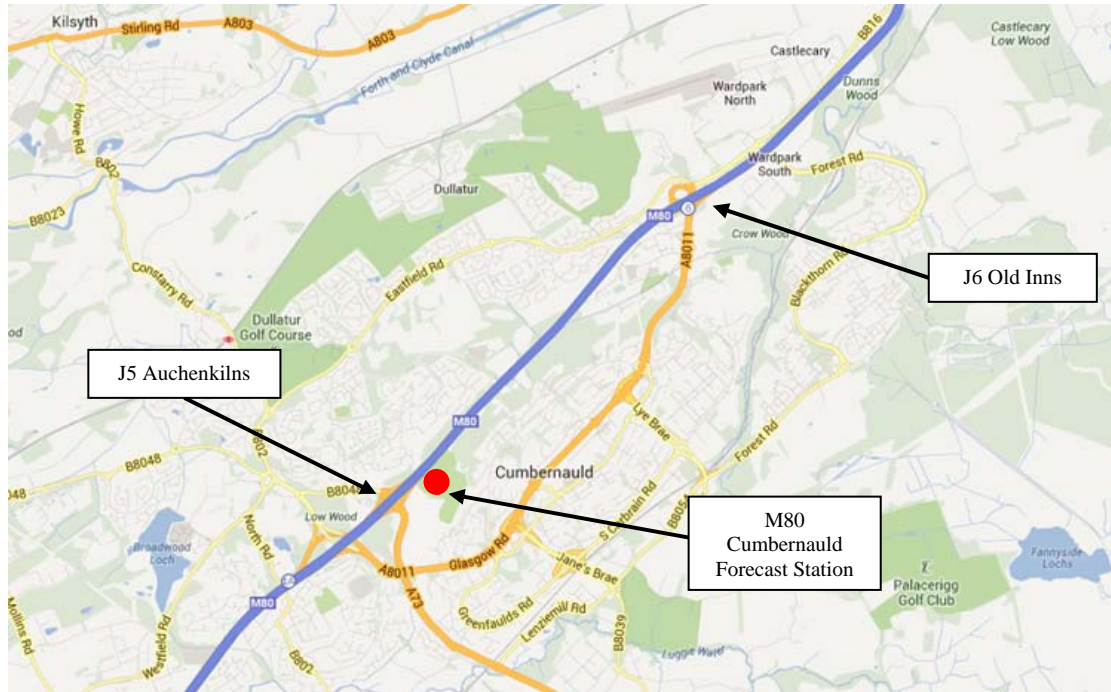 Kilsyth
Stirling Rd
A803
A803
Forth and Clyde Canal
B816
Castlecary
Castlecary
Low Wood
Wardpark
North
Dunns
Wood
Howe Rd
B802
B8023
Dullatur
Wardpark
South
Forest Rd
M80
6
Crow Wood
A8011
Constarry Rd
Eastfield Rd
Blackthorn Rd
J6 Old Inns
Dullatur
Golf Course
J5 Auchenkilns
M80
B802
Lye Brae
Forest Rd
B8048
B8048
048
Cumbernauld
S Carbrain Rd
B8054
Low Wood
North Rd
Broadwood
Loch
M80
Cumbernauld
Forecast Station
A8011
Glasgow Rd
Jane's Brae
A73
Fannyside
Lochs
Palacerigg
Golf Club
M80
Mollins Rd
Westfield Rd
Greenfaulds Rd
Lenziemill Rd
B8039
B802
Luggie Water